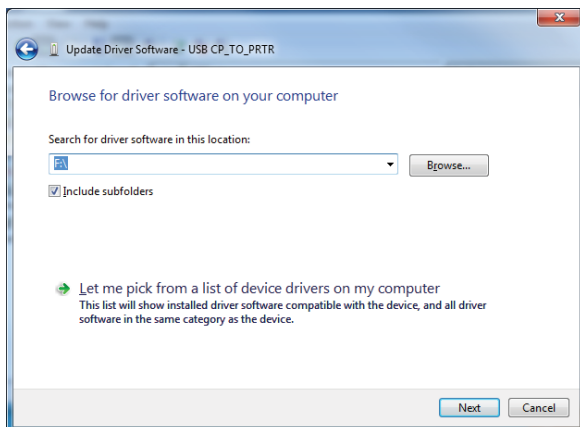 Update Driver Software - USB CP_TO_PRTR
Browse for driver software on your computer
Search for driver software in this location:
F:\
Browse...
Include subfolders
Let me pick from a list of device drivers on my computer
This list will show installed driver software compatible with the device, and all driver
software in the same category as the device.
Next
Cancel